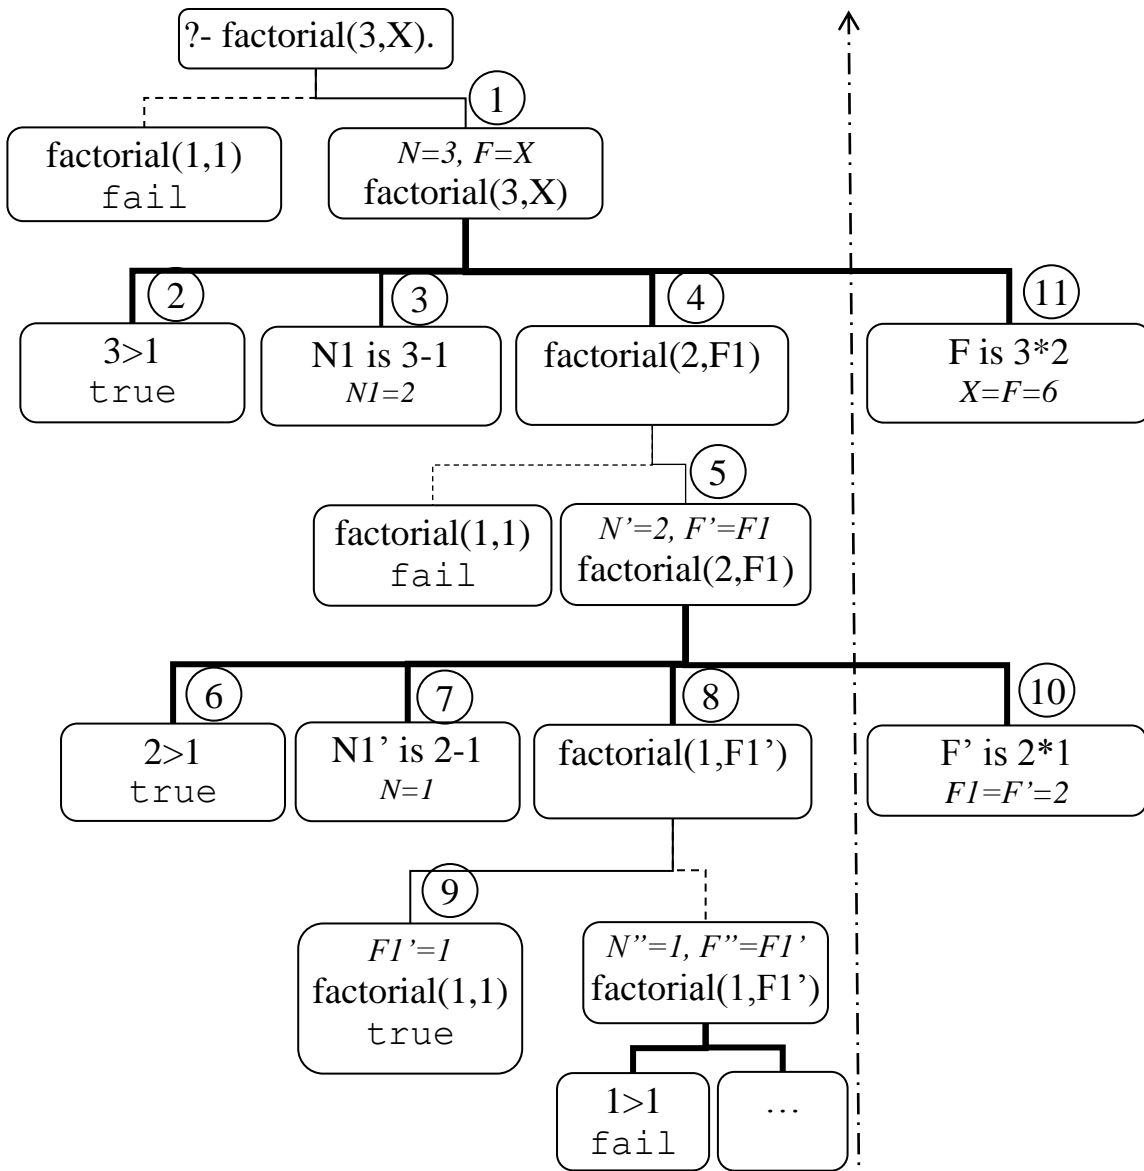 ?- factorial(3,X).
1
factorial(1,1)
fail
N=3, F=X
factorial(3,X)
2
3
4
11
3>1
true
N1 is 3-1
N1=2
factorial(2,F1)
F is 3*2
X=F=6
5
factorial(1,1)
fail
N’=2, F’=F1
factorial(2,F1)
6
7
8
10
2>1
true
N1’ is 2-1
N=1
factorial(1,F1’)
F’ is 2*1
F1=F’=2
9
F1’=1
factorial(1,1)
true
N’’=1, F’’=F1’
factorial(1,F1’)
1>1
fail
…